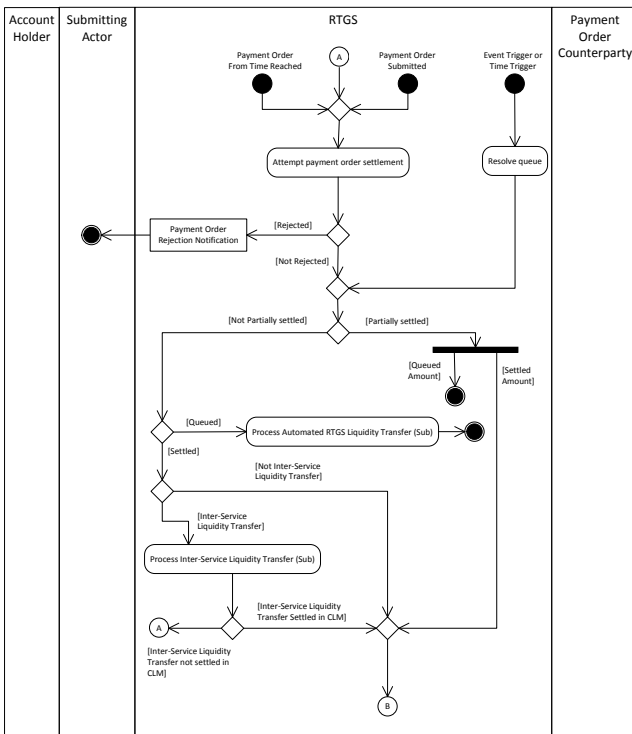 Account
Holder
Submitting
Actor
RTGS
Payment
Order
Counterparty
Payment Order
From Time Reached
A
Payment Order
Submitted
Event Trigger or
Time Trigger
Attempt payment order settlement
Resolve queue
Payment Order
Rejection Notification
[Rejected]
[Not Rejected]
[Not Partially settled]
[Partially settled]
[Queued
Amount]
[Settled
Amount]
[Queued]
Process Automated RTGS Liquidity Transfer (Sub)
[Settled]
[Not Inter-Service
Liquidity Transfer]
[Inter-Service
Liquidity Transfer]
Process Inter-Service Liquidity Transfer (Sub)
A
[Inter-Service Liquidity
Transfer Settled in CLM]
[Inter-Service Liquidity
Transfer not settled in
CLM]
B